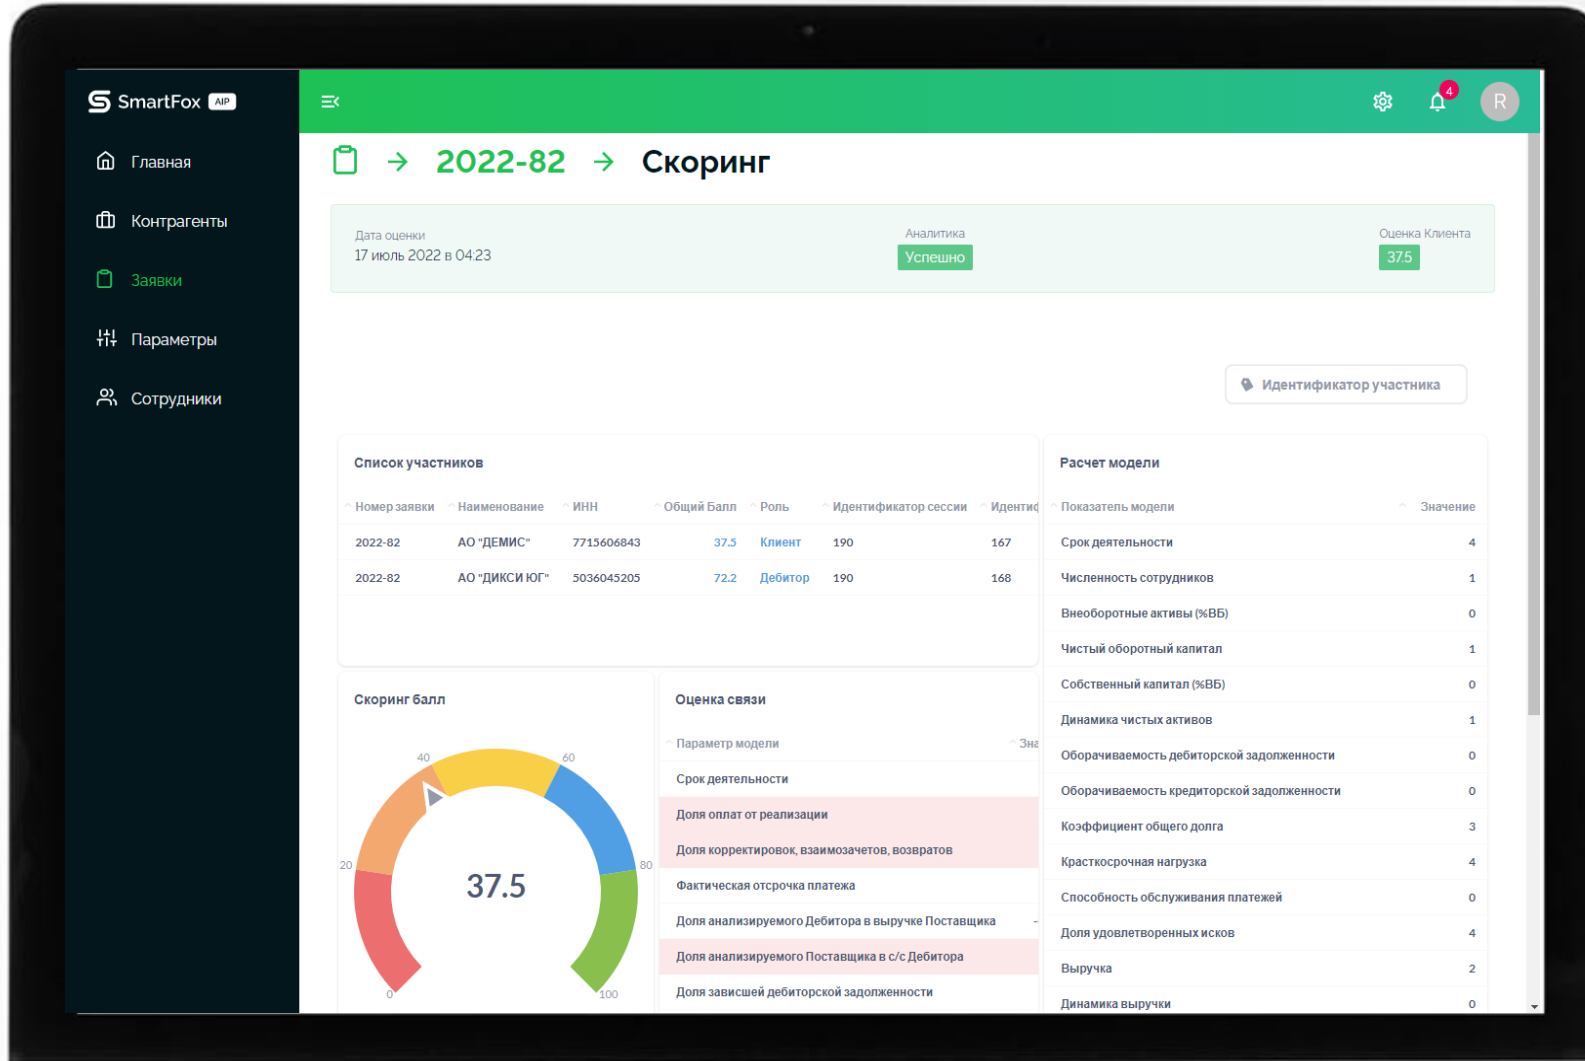 SmartFox AIP
4
R
Главная
Контрагенты
Заявки
Параметры
Сотрудники
2022-82 → Скоринг
Дата оценки
17 июль 2022 в 04:23
Аналитика
Успешно
Оценка Клиента
37.5
Идентификатор участника
Список участников
Номер заявки Наименование ИНН Общий Балл Роль Идентификатор сессии Идентиф
2022-82 АО "ДЕМИС" 7715606843 37.5 Клиент 190 167
2022-82 АО "ДИКСИ ЮГ" 5036045205 72.2 Дебитор 190 168
Скоринг балл
0
20
40
60
80
100
37.5
Оценка связи
Параметр модели Зна
Срок деятельности
Доля оплат от реализации
Доля корректировок, взаимозачетов, возвратов
Фактическая отсрочка платежа
Доля анализируемого Дебитора в выручке Поставщика -
Доля анализируемого Поставщика в с/с Дебитора
Доля зависшей дебиторской задолженности
Расчет модели
Показатель модели Значение
Срок деятельности 4
Численность сотрудников 1
Внеоборотные активы (%ВБ) 0
Чистый оборотный капитал 1
Собственный капитал (%ВБ) 0
Динамика чистых активов 1
Оборачиваемость дебиторской задолженности 0
Оборачиваемость кредиторской задолженности 0
Коэффициент общего долга 3
Красткосрочная нагрузка 4
Способность обслуживания платежей 0
Доля удовлетворенных исков 4
Выручка 2
Динамика выручки 0